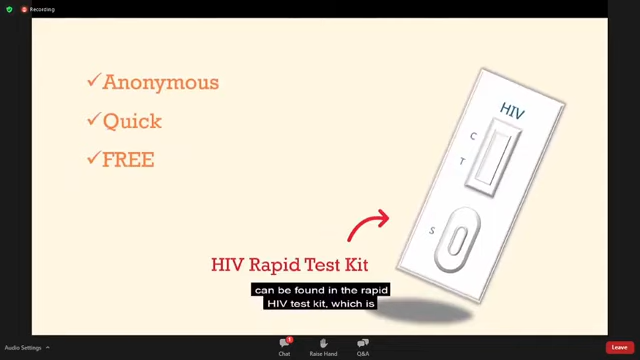 Recording
✓Anonymous
✓Quick
✓FREE
HIV
C
T
S
HIV Rapid Test Kit
can be found in the rapid
HIV test kit, which is
Audio Settings
Chat
Raise Hand
Q&A
Leave